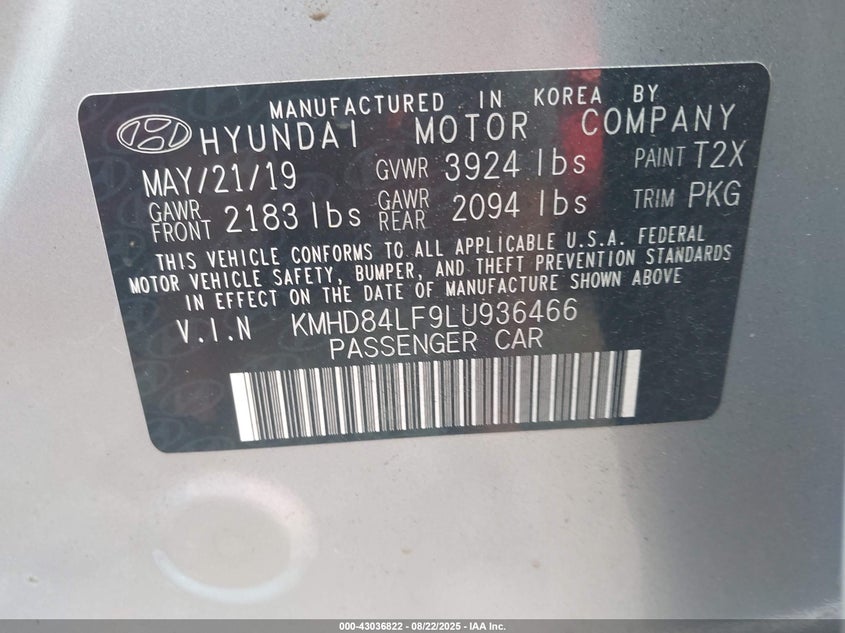 MANUFACTURED IN KOREA BY
HYUNDAI MOTOR COMPANY
MAY/21/19 GVWR 3924 lbs PAINT T2X
GAWR FRONT 2183 lbs GAWR REAR 2094 lbs TRIM PKG
THIS VEHICLE CONFORMS TO ALL APPLICABLE U.S.A. FEDERAL
MOTOR VEHICLE SAFETY, BUMPER, AND THEFT PREVENTION STANDARDS
IN EFFECT ON THE DATE OF MANUFACTURE SHOWN ABOVE
V.I.N KMHD84LF9LU936466
PASSENGER CAR
000-43036822 - 08/22/2025 - IAA Inc.